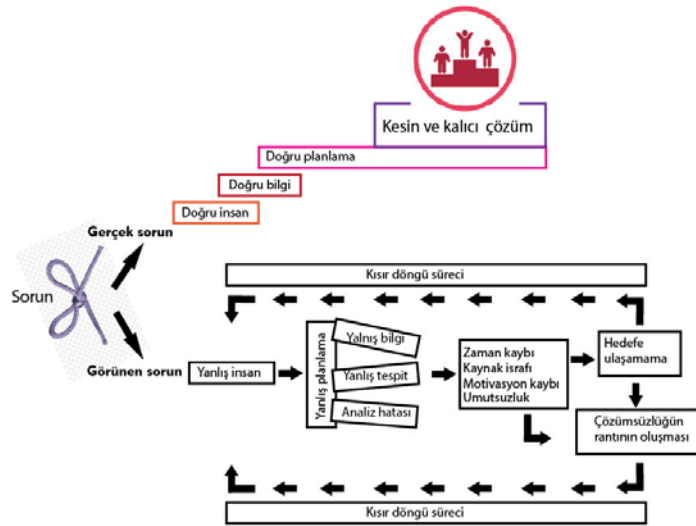 Kesin ve kalıcı çözüm
Doğru planlama
Doğru bilgi
Doğru insan
Gerçek sorun
Sorun
Görünen sorun
Kısır döngü süreci
Yanlış insan
Yanlış planlama
Yalnış bilgi
Yanlış tespit
Analiz hatası
Zaman kaybı
Kaynak israfı
Motivasyon kaybı
Umutsuzluk
Hedefe
ulaşamama
Çözümsüzlüğün
rantının oluşması
Kısır döngü süreci